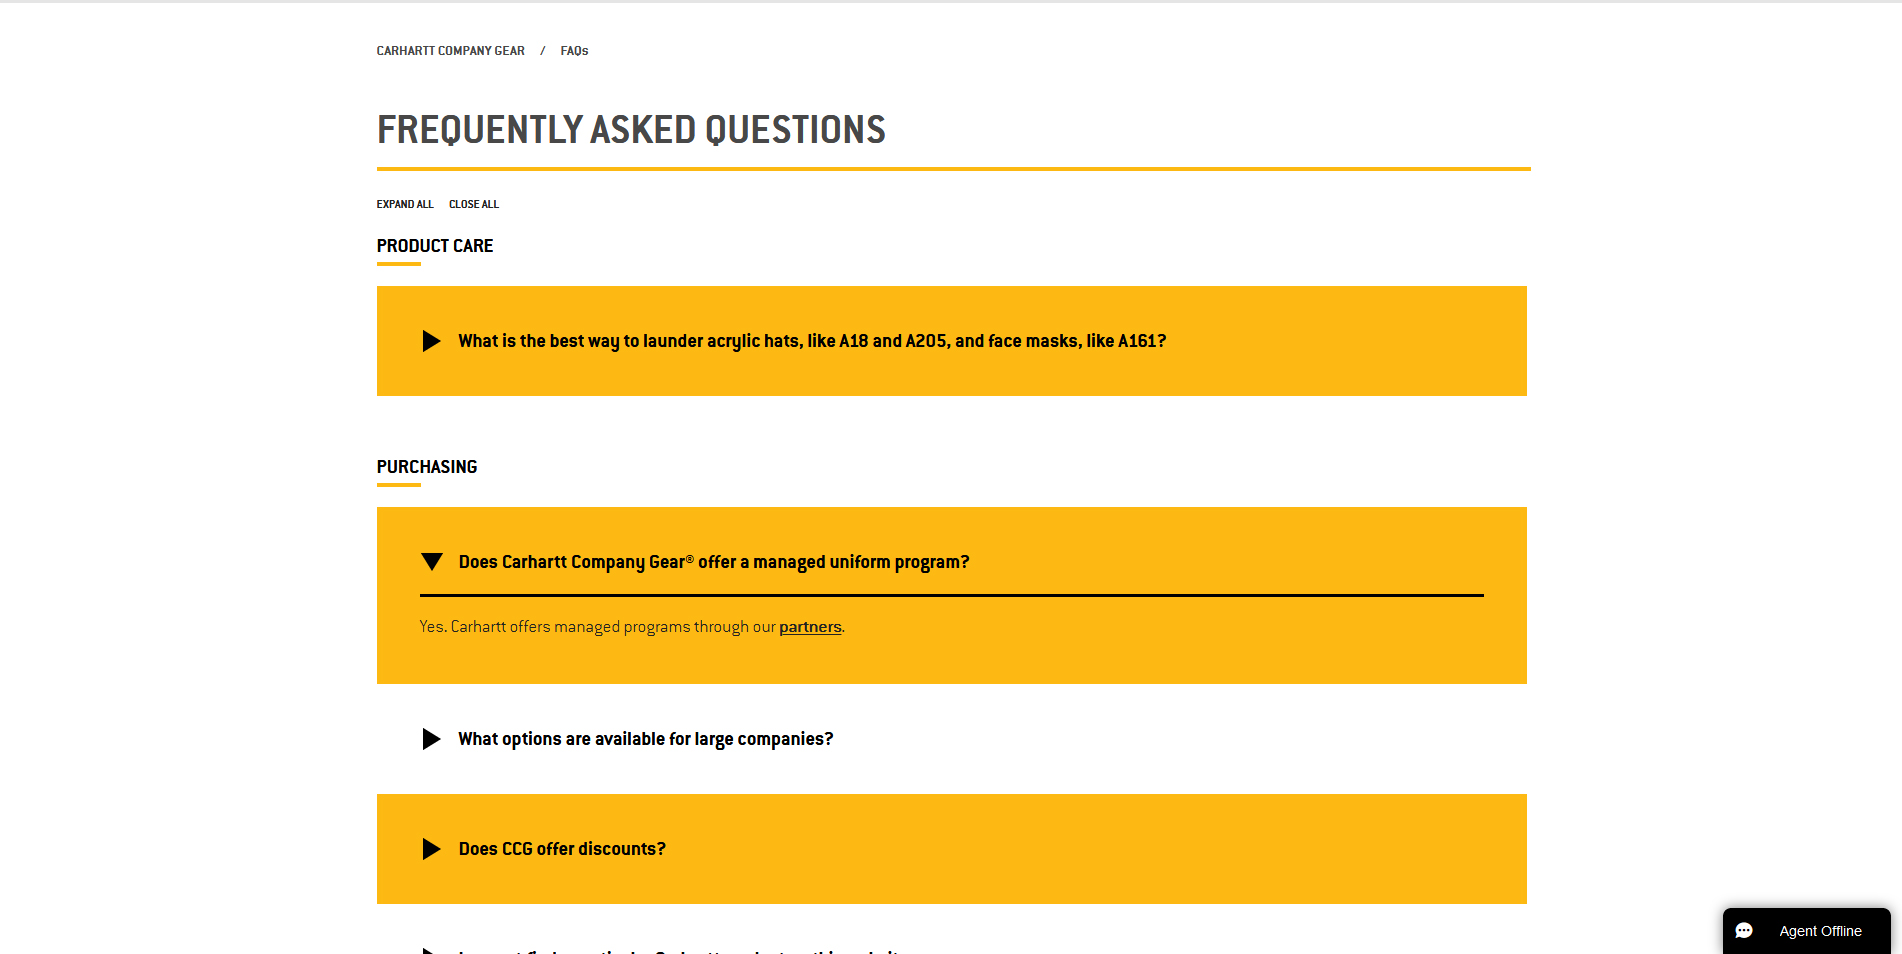 CARHARTT COMPANY GEAR / FAQs
FREQUENTLY ASKED QUESTIONS
EXPAND ALL CLOSE ALL
PRODUCT CARE
What is the best way to launder acrylic hats, like A18 and A205, and face masks, like A161?
PURCHASING
Does Carhartt Company Gear® offer a managed uniform program?
Yes. Carhartt offers managed programs through our partners.
What options are available for large companies?
Does CCG offer discounts?
Agent Offline